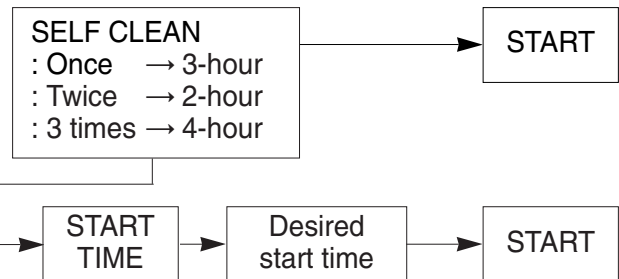 SELF CLEAN
: Once → 3-hour
: Twice → 2-hour
: 3 times → 4-hour
START
START
TIME
Desired
start time
START